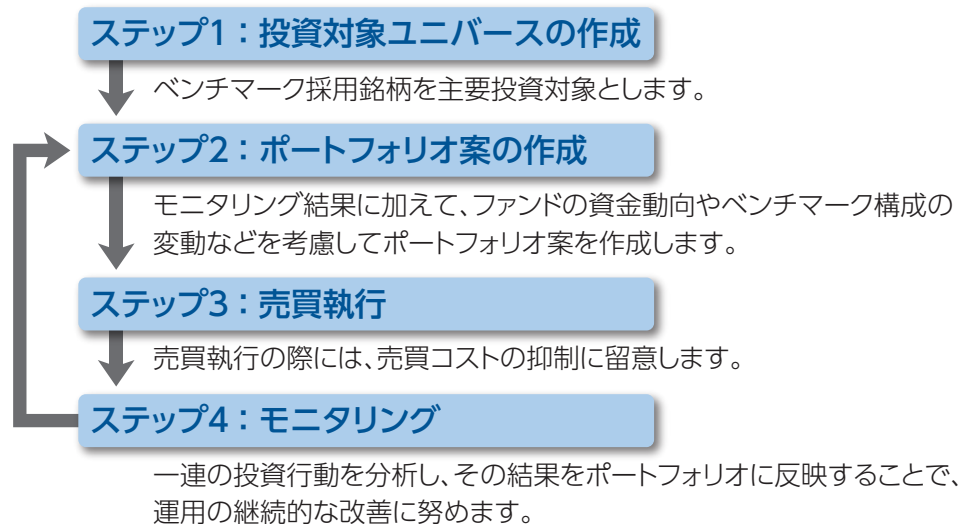 ステップ1：投資対象ユニバースの作成
ベンチマーク採用銘柄を主要投資対象とします。
ステップ2：ポートフォリオ案の作成
モニタリング結果に加えて、ファンドの資金動向やベンチマーク構成の
変動などを考慮してポートフォリオ案を作成します。
ステップ3：売買執行
売買執行の際には、売買コストの抑制に留意します。
ステップ4：モニタリング
一連の投資行動を分析し、その結果をポートフォリオに反映することで、
運用の継続的な改善に努めます。